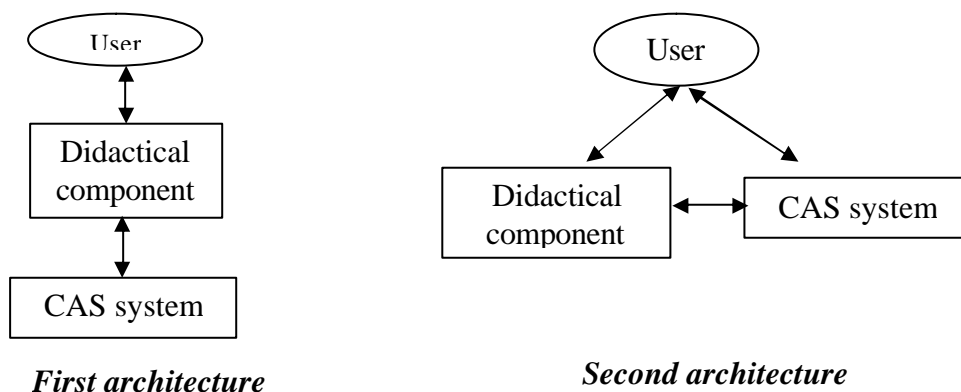 User
Didactical
component
CAS system
First architecture
User
Didactical
component
CAS system
Second architecture